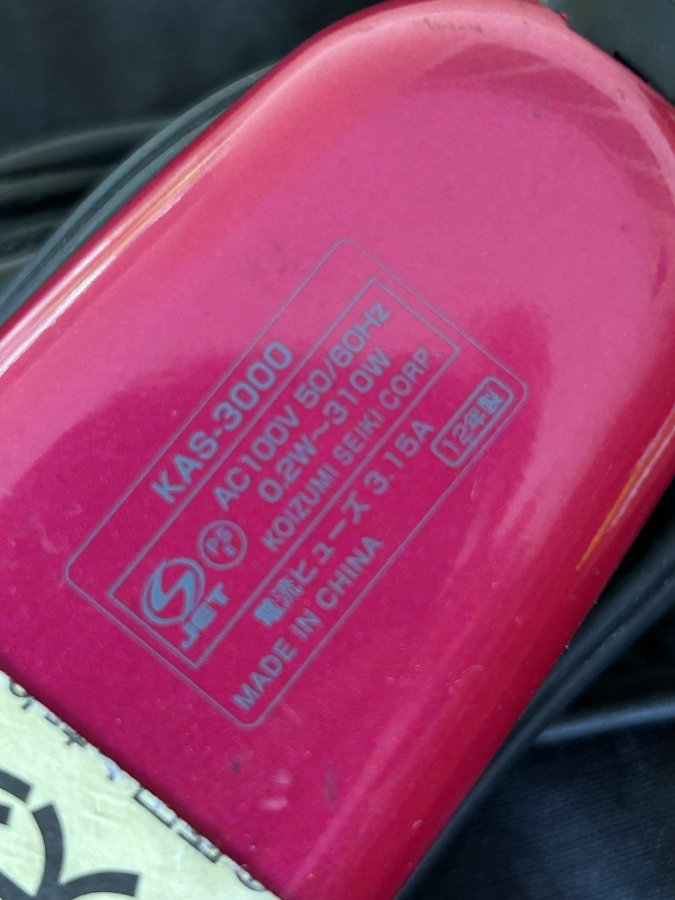 KAS-3000
AC100V 50/60Hz
0.2W~310W
PS
E
KOIZUMI SEIKI CORP.
S
JET
電流ヒューズ 3.15A
12年製
MADE IN CHINA